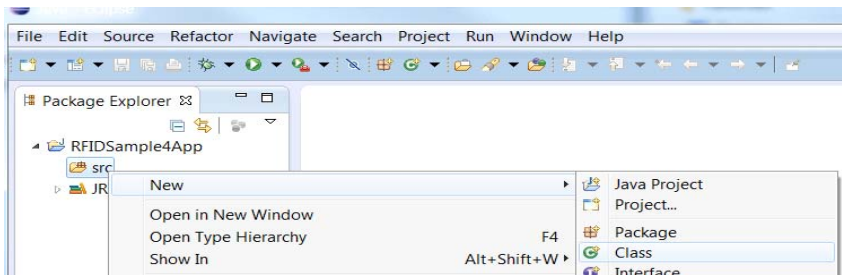 File Edit Source Refactor Navigate Search Project Run Window Help
Package Explorer
RFIDSample4App
src
JR
New
Open in New Window
Open Type Hierarchy F4
Show In Alt+Shift+W
Java Project
Project...
Package
Class
Interface